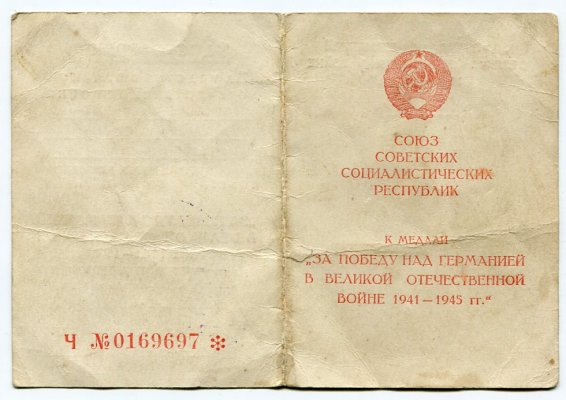 Ч №0169697 *
СОЮЗ
СОВЕТСКИХ
СОЦИАЛИСТИЧЕСКИХ
РЕСПУБЛИК
К МЕДАЛИ
„ЗА ПОБЕДУ НАД ГЕРМАНИЕЙ
В ВЕЛИКОЙ ОТЕЧЕСТВЕННОЙ
ВОЙНЕ 1941—1945 гг.“